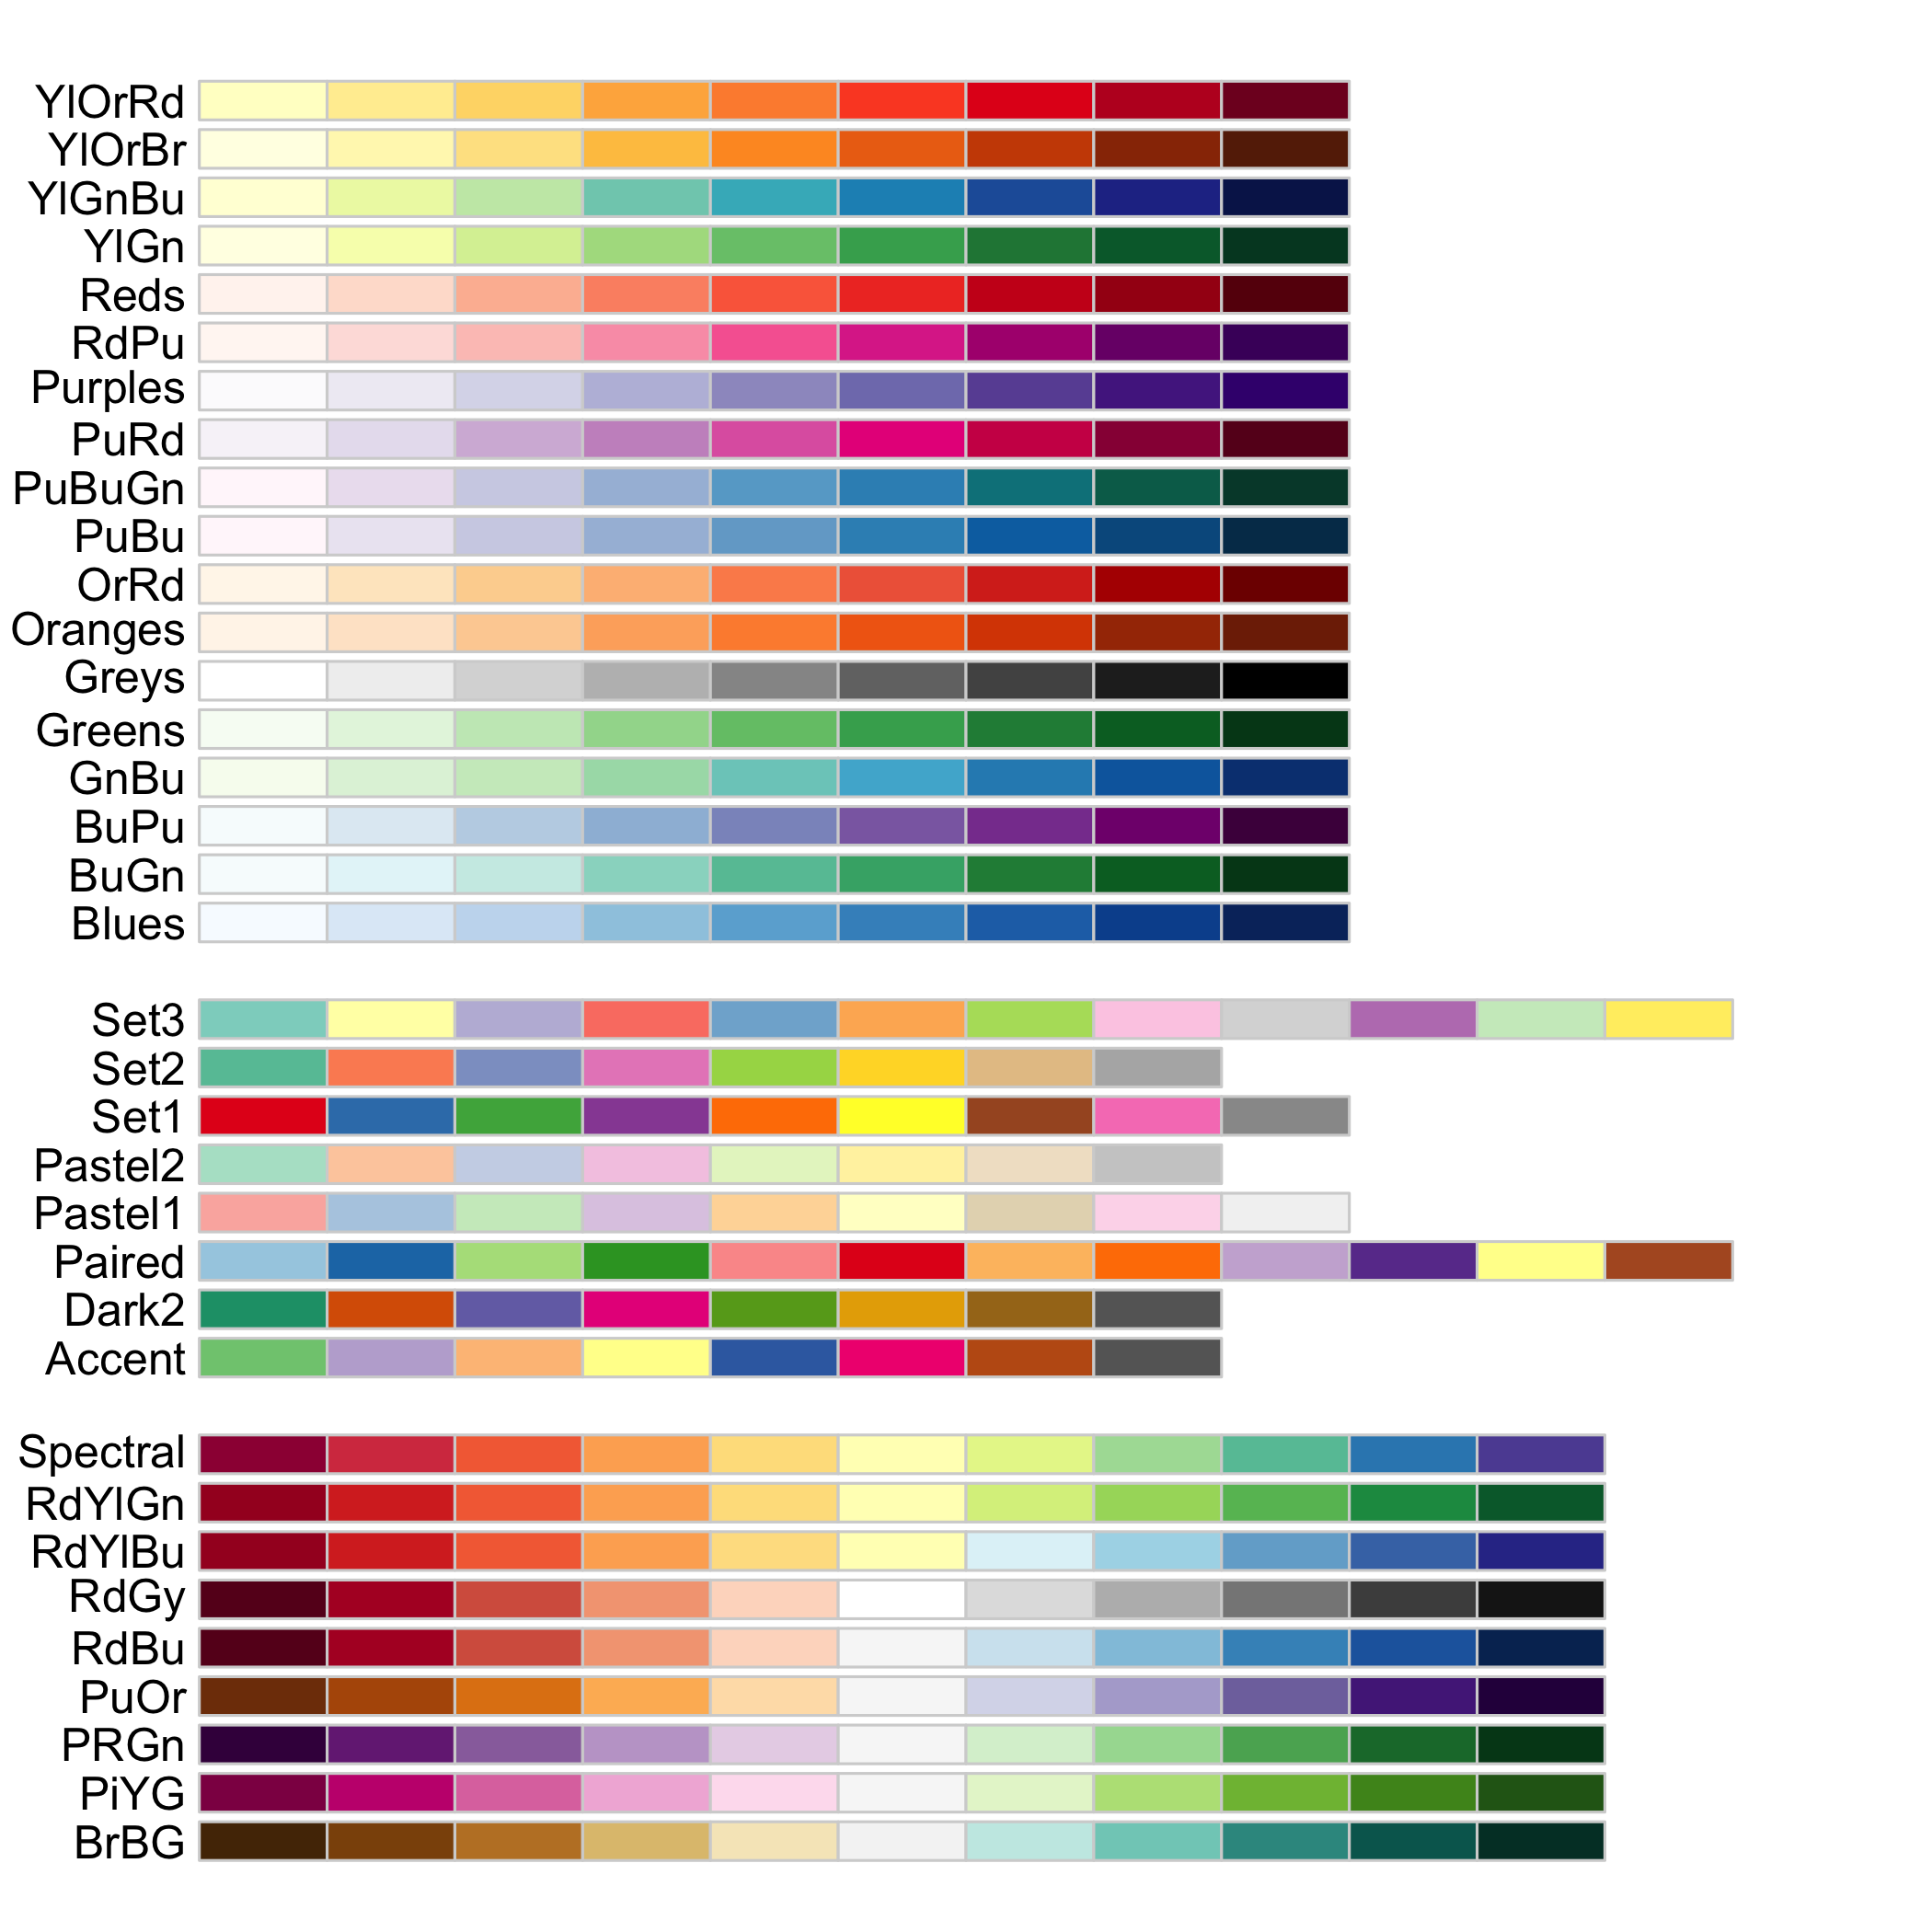 YlOrRd
YlOrBr
YlGnBu
YlGn
Reds
RdPu
Purples
PuRd
PuBuGn
PuBu
OrRd
Oranges
Greys
Greens
GnBu
BuPu
BuGn
Blues
Set3
Set2
Set1
Pastel2
Pastel1
Paired
Dark2
Accent
Spectral
RdYlGn
RdYlBu
RdGy
RdBu
PuOr
PRGn
PiYG
BrBG